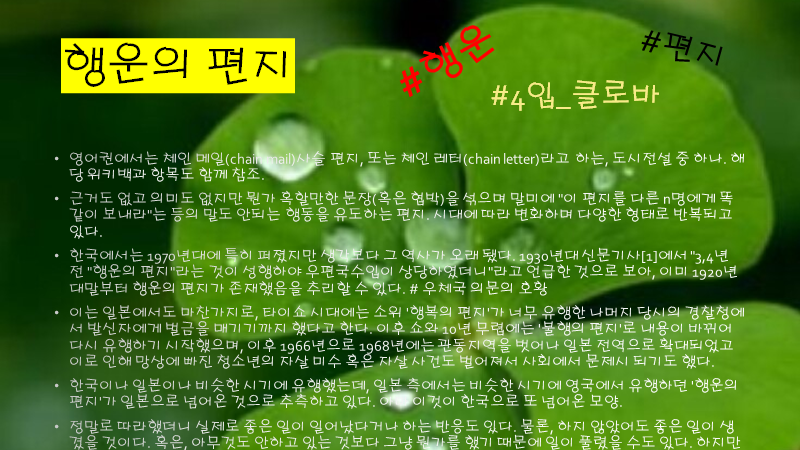 행운의 편지
#행운
#편지
#4입_클로바
• 영어권에서는 체인 메일(chain mail)사슬 편지, 또는 체인 레터(chain letter)라고 하는, 도시전설 중 하나. 해
당 위키백과 항목도 함께 참조.
• 근거도 없고 의미도 없지만 뭔가 혹할만한 문장(혹은 협박)을 섞으며 말미에 "이 편지를 다른 n명에게 똑
같이 보내라"는 등의 말도 안되는 행동을 유도하는 편지. 시대에 따라 변화하며 다양한 형태로 반복되고
있다.
• 한국에서는 1970년대에 특히 퍼졌지만 생각보다 그 역사가 오래 됐다. 1930년대 신문기사[1]에서 "3,4년
전 "행운의 편지"라는 것이 성행하야 우편국수입이 상당하였더니"라고 언급한 것으로 보아, 이미 1920년
대말부터 행운의 편지가 존재했음을 추리할 수 있다. # 우체국 의문의 호황
• 이는 일본에서도 마찬가지로, 타이쇼 시대에는 소위 '행복의 편지'가 너무 유행한 나머지 당시의 경찰청에
서 발신자에게 벌금을 매기기까지 했다고 한다. 이후 쇼와 10년 무렵에는 '불행의 편지'로 내용이 바뀌어
다시 유행하기 시작했으며, 이후 1966년으로 1968년에는 관동지역을 벗어나 일본 전역으로 확대되었고
이로 인해 망상에 빠진 청소년의 자살 미수 혹은 자살 사건도 벌어져서 사회에서 문제시 되기도 했다.
• 한국이나 일본이나 비슷한 시기에 유행했는데, 일본 측에서는 비슷한 시기에 영국에서 유행하던 '행운의
편지'가 일본으로 넘어온 것으로 추측하고 있다. 이 이것이 한국으로 또 넘어온 모양.
• 정말로 따라했더니 실제로 좋은 일이 일어났다거나 하는 반응도 있다. 물론, 하지 않았어도 좋은 일이 생
겼을 것이다. 혹은, 아무것도 안하고 있는 것보다 그냥 뭔가를 했기 때문에 일이 풀렸을 수도 있다. 하지만